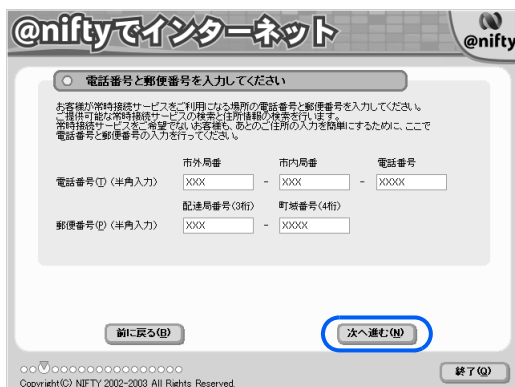 @niftyでインターネット
@nifty
電話番号と郵便番号を入力してください
お客様が常時接続サービスをご利用になる場所の電話番号と郵便番号を入力してください。
ご提供可能な常時接続サービスの検索と住所情報の検索を行います。
常時接続サービスをご希望でないお客様も、あとのご住所の入力を簡単にするために、ここで
電話番号と郵便番号の入力を行ってください。
市外局番 市内局番 電話番号
電話番号(T) (半角入力) XXX - XXX - XXXX
配達局番号(3桁) 町域番号(4桁)
郵便番号(P) (半角入力) XXX - XXXX
前に戻る(B) 次へ進む(N)
終了(Q)
Copyright(C) NIFTY 2002-2003 All Rights Reserved.